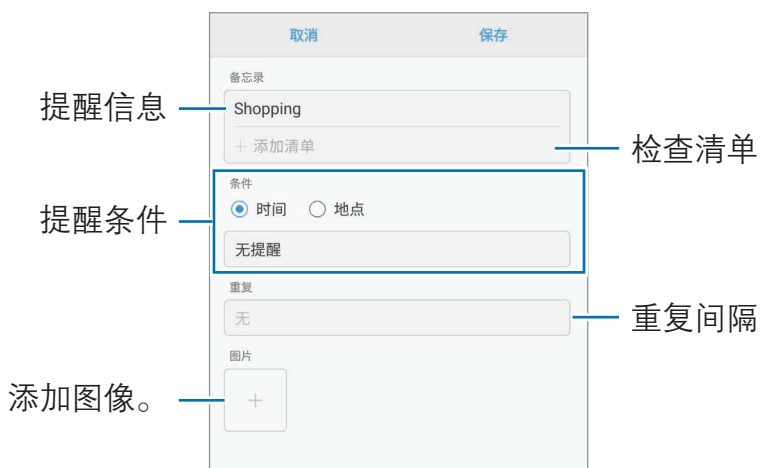 取消 保存
备忘录
提醒信息 Shopping
+ 添加清单 检查清单
条件
提醒条件 时间 地点
无提醒
重复
无 重复间隔
图片
添加图像。 +